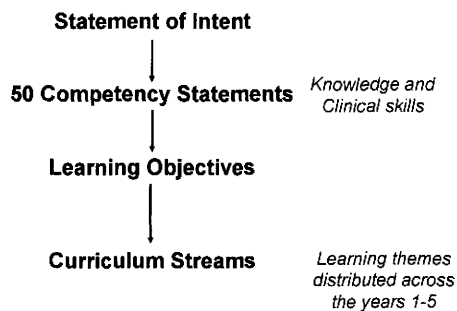 Statement of Intent
50 Competency Statements
Knowledge and
Clinical skills
Learning Objectives
Curriculum Streams
Learning themes
distributed across
the years 1-5